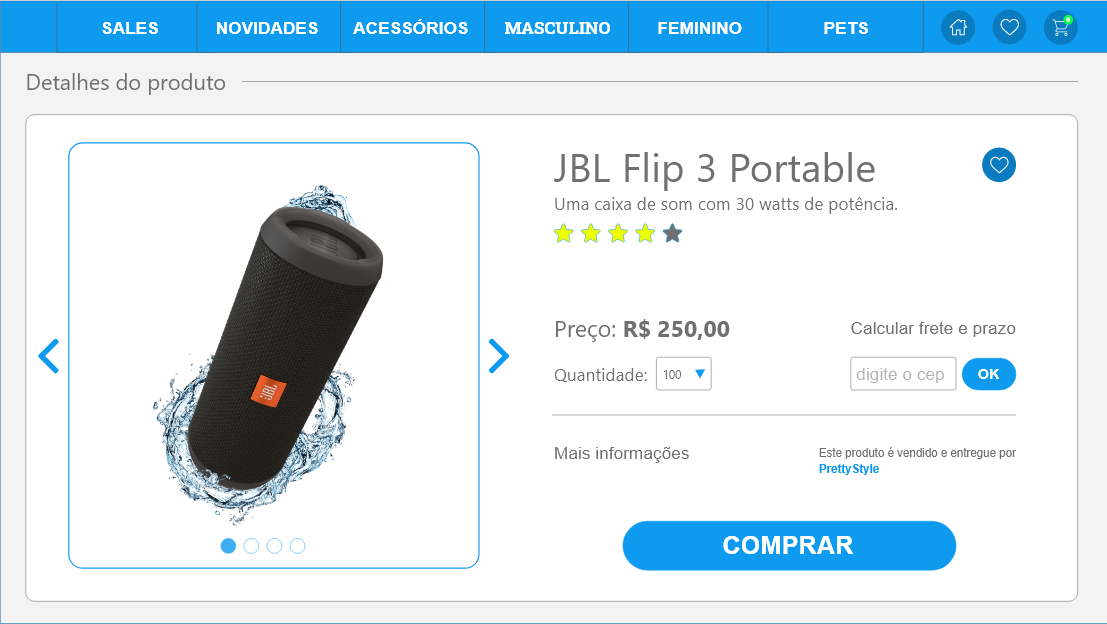 SALES
NOVIDADES
ACESSÓRIOS
MASCULINO
FEMININO
PETS
6
Detalhes do produto
JBL Flip 3 Portable
Uma caixa de som com 30 watts de potência.
JBL
Preço: R$ 250,00
Calcular frete e prazo
Quantidade: 100
digite o cep
OK
Mais informações
Este produto é vendido e entregue por
PrettyStyle
COMPRAR